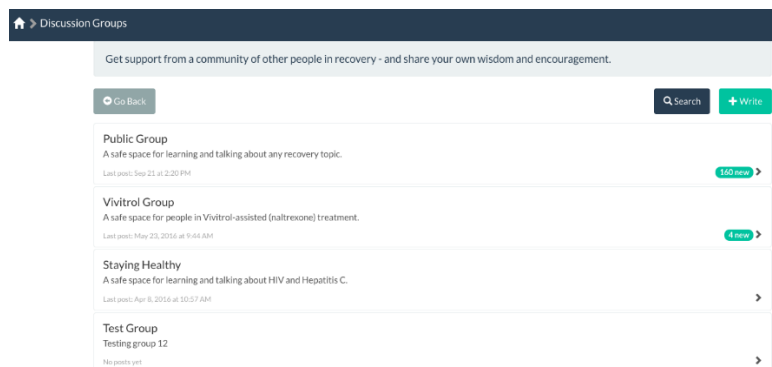 Discussion Groups
Get support from a community of other people in recovery - and share your own wisdom and encouragement.
Go Back
Search
Write
Public Group
A safe space for learning and talking about any recovery topic.
Last post: Sep 21 at 2:20 PM
160 new
Vivitrol Group
A safe space for people in Vivitrol-assisted (naltrexone) treatment.
Last post: May 23, 2016 at 9:44 AM
4 new
Staying Healthy
A safe space for learning and talking about HIV and Hepatitis C.
Last post: Apr 8, 2016 at 10:57 AM
Test Group
Testing group 12
No posts yet